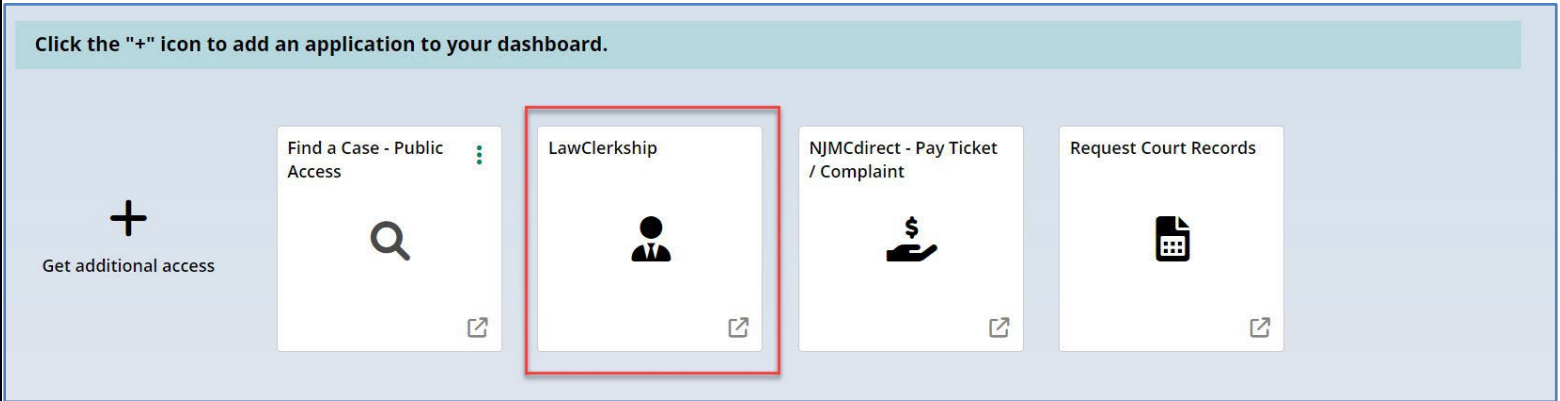 Click the "+" icon to add an application to your dashboard.
Get additional access
Find a Case - Public
Access
LawClerkship
NJMCdirect - Pay Ticket
/ Complaint
$
Request Court Records